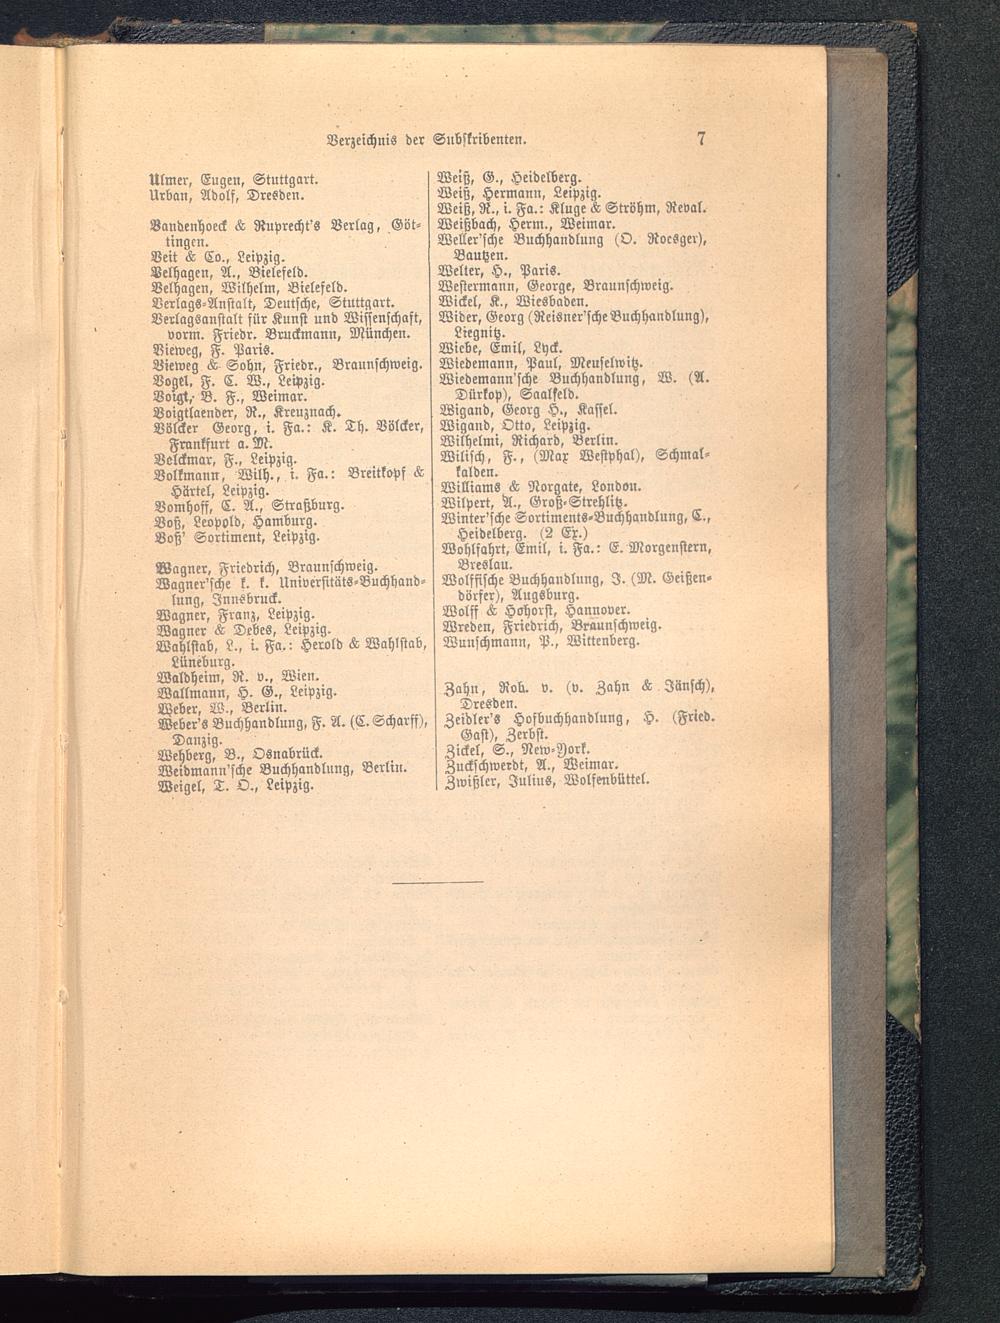 Verzeichnis der Subskribenten. 7
Ulmer, Eugen, Stuttgart.
Urban, Adolf, Dresden.
Vandenhoeck & Ruprecht's Verlag, Göt-
tingen.
Veit & Co., Leipzig.
Velhagen, A., Bielefeld.
Velhagen, Wilhelm, Bielefeld.
Verlags-Anstalt, Deutsche, Stuttgart.
Verlagsanstalt für Kunst und Wissenschaft,
vorm. Friedr. Bruckmann, München.
Vieweg, F. Paris.
Vieweg & Sohn, Friedr., Braunschweig.
Vogel, F. C. W., Leipzig.
Voigt, B. F., Weimar.
Voigtlaender, R., Kreuznach.
Völcker Georg, i. Fa.: K. Th. Völcker,
Frankfurt a. M.
Volckmar, F., Leipzig.
Volkmann, Wilh., i. Fa.: Breitkopf &
Härtel, Leipzig.
Vomhoff, C. A., Straßburg.
Voß, Leopold, Hamburg.
Voß' Sortiment, Leipzig.
Wagner, Friedrich, Braunschweig.
Wagner'sche k. k. Universitäts-Buchhand-
lung, Innsbruck.
Wagner, Franz, Leipzig.
Wagner & Debes, Leipzig.
Wahlstab, L., i. Fa.: Herold & Wahlstab,
Lüneburg.
Waldheim, R. v., Wien.
Wallmann, H. G., Leipzig.
Weber, W., Berlin.
Weber's Buchhandlung, F. A. (C. Scharff),
Danzig.
Wehberg, B., Osnabrück.
Weidmann'sche Buchhandlung, Berlin.
Weigel, T. O., Leipzig.
Weiß, G., Heidelberg.
Weiß, Hermann, Leipzig.
Weiß, R., i. Fa.: Kluge & Ströhm, Reval.
Weißbach, Herm., Weimar.
Weller'sche Buchhandlung (O. Roesger),
Bautzen.
Welter, H., Paris.
Westermann, George, Braunschweig.
Wickel, K., Wiesbaden.
Wider, Georg (Reisner'sche Buchhandlung),
Liegnitz.
Wiebe, Emil, Lyck.
Wiedemann, Paul, Meuselwitz.
Wiedemann'sche Buchhandlung, W. (A.
Dürkop), Saalfeld.
Wigand, Georg H., Kassel.
Wigand, Otto, Leipzig.
Wilhelmi, Richard, Berlin.
Wilisch, F., (Max Westphal), Schmal-
kalden.
Williams & Norgate, London.
Wilpert, A., Groß-Strehlitz.
Winter'sche Sortiments-Buchhandlung, C.,
Heidelberg. (2 Ex.)
Wohlfahrt, Emil, i. Fa.: E. Morgenstern,
Breslau.
Wolffische Buchhandlung, J. (M. Geißen-
dörfer), Augsburg.
Wolff & Hohorst, Hannover.
Wreden, Friedrich, Braunschweig.
Wunschmann, P., Wittenberg.
Zahn, Rob. v. (v. Zahn & Jänsch),
Dresden.
Zeidler's Hofbuchhandlung, H. (Fried.
Gast), Zerbst.
Zickel, S., New-York.
Zuckschwerdt, A., Weimar.
Zwißler, Julius, Wolfenbüttel.